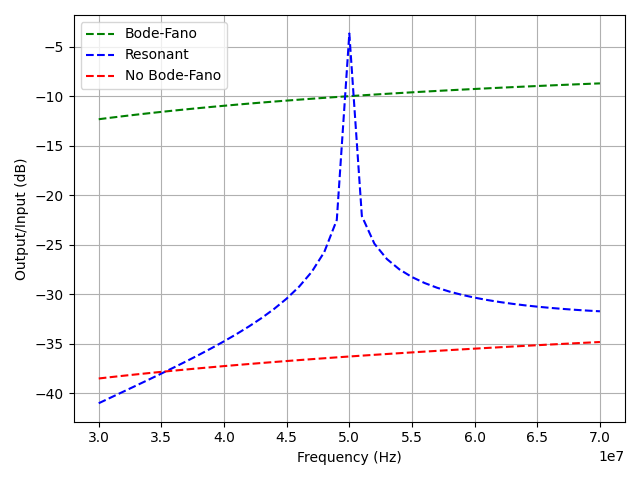 Bode-Fano
Resonant
No Bode-Fano
Output/Input (dB)
−5
−10
−15
−20
−25
−30
−35
−40
3.0 3.5 4.0 4.5 5.0 5.5 6.0 6.5 7.0
1e7
Frequency (Hz)